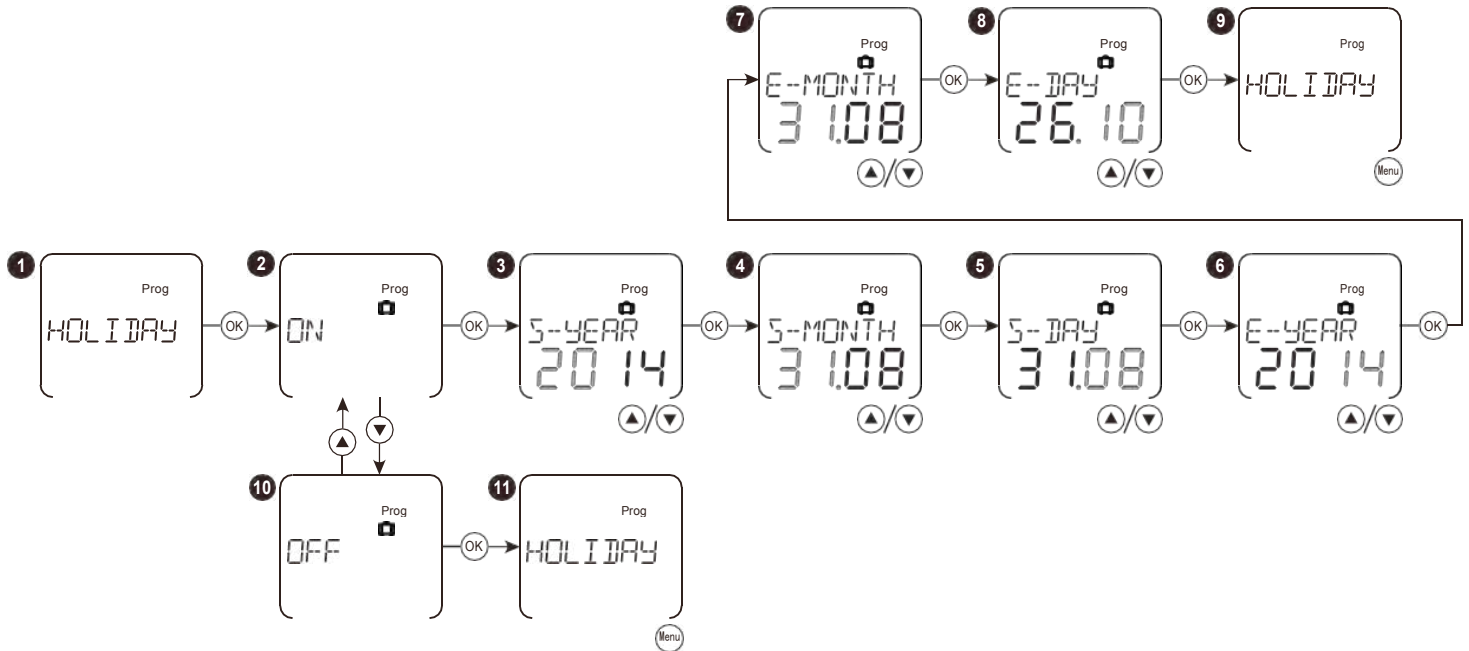 7
Prog
E-MONTH
31.08
OK
8
Prog
E-DAY
26.10
OK
9
Prog
HOLIDAY
Menu
1
Prog
HOLIDAY
OK
2
Prog
ON
OK
3
Prog
S-YEAR
2014
OK
4
Prog
S-MONTH
31.08
OK
5
Prog
S-DAY
31.08
OK
6
Prog
E-YEAR
2014
OK
10
Prog
OFF
OK
11
Prog
HOLIDAY
Menu